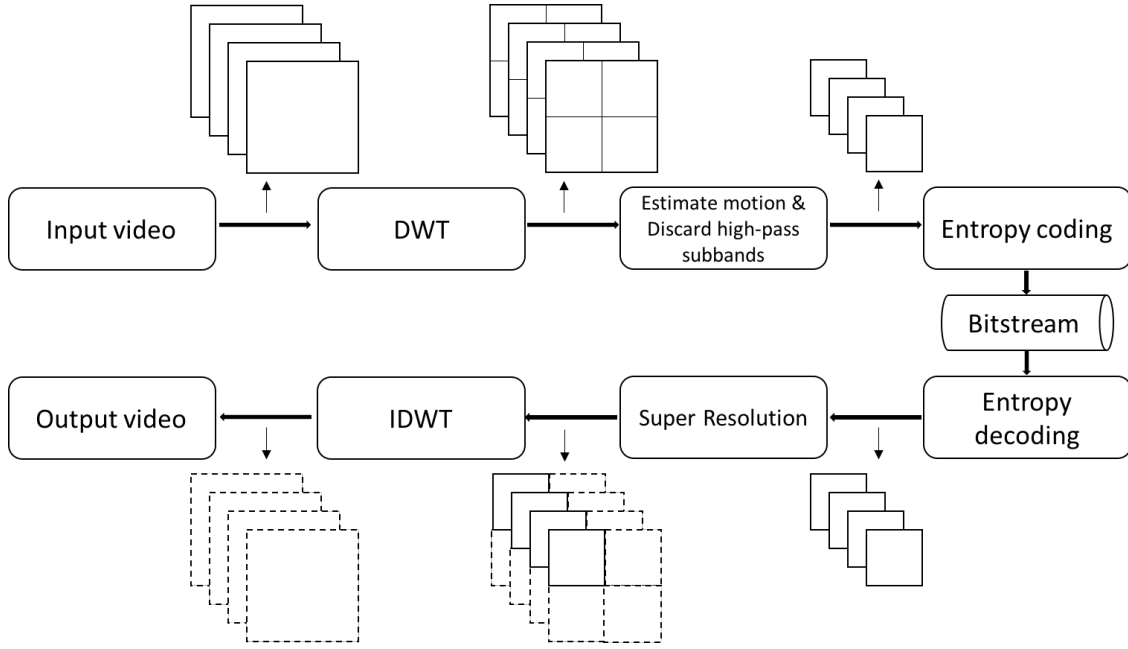 Input video
DWT
Estimate motion &
Discard high-pass
subbands
Entropy coding
Bitstream
Output video
IDWT
Super Resolution
Entropy
decoding